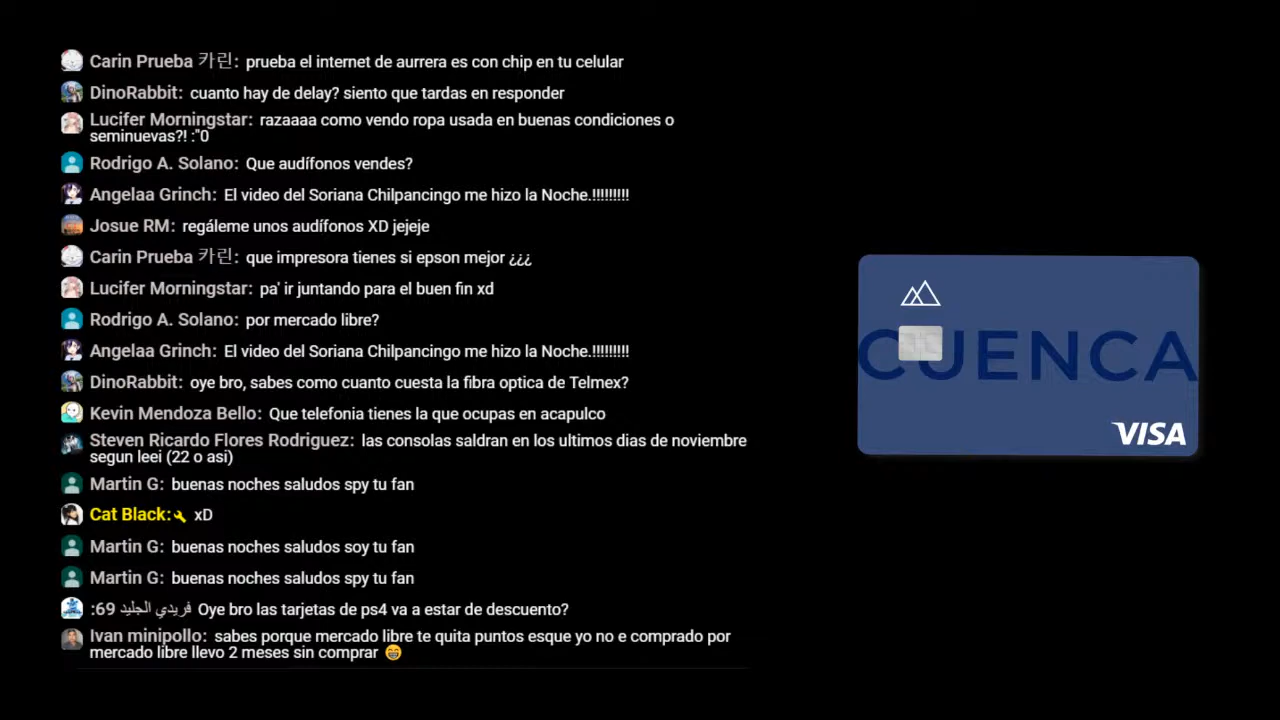 Carin Prueba 카린: prueba el internet de aurrera es con chip en tu celular
DinoRabbit: cuanto hay de delay? siento que tardas en responder
Lucifer Morningstar: razaaaa como vendo ropa usada en buenas condiciones o
seminuevas?! :"0
Rodrigo A. Solano: Que audífonos vendes?
Angelaa Grinch: El video del Soriana Chilpancingo me hizo la Noche.!!!!!!!!!
Josue RM: regáleme unos audífonos XD jejeje
Carin Prueba 카린: que impresora tienes si epson mejor ¿¿¿
Lucifer Morningstar: pa' ir juntando para el buen fin xd
Rodrigo A. Solano: por mercado libre?
Angelaa Grinch: El video del Soriana Chilpancingo me hizo la Noche.!!!!!!!!!
DinoRabbit: oye bro, sabes como cuanto cuesta la fibra optica de Telmex?
Kevin Mendoza Bello: Que telefonia tienes la que ocupas en acapulco
Steven Ricardo Flores Rodriguez: las consolas saldran en los ultimos dias de noviembre
segun leei (22 o asi)
Martin G: buenas noches saludos spy tu fan
Cat Black: xD
Martin G: buenas noches saludos soy tu fan
Martin G: buenas noches saludos spy tu fan
فريدي الجليد 69: Oye bro las tarjetas de ps4 va a estar de descuento?
Ivan minipollo: sabes porque mercado libre te quita puntos esque yo no e comprado por
mercado libre llevo 2 meses sin comprar 😁
CUENCA
VISA